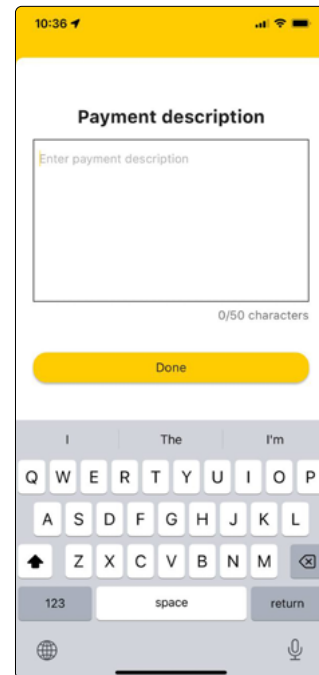 10:36
Payment description
Enter payment description
0/50 characters
Done
I The I'm
Q W E R T Y U I O P
A S D F G H J K L
Z X C V B N M
123 space return